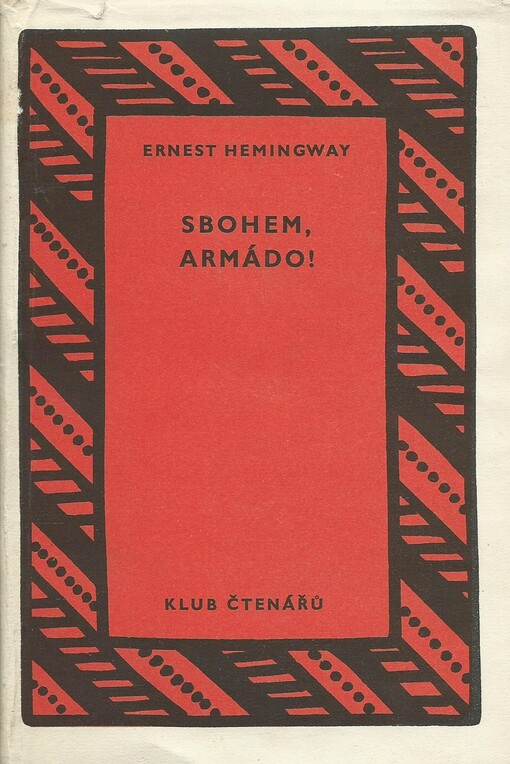 ERNEST HEMINGWAY
SBOHEM,
ARMÁDO!
KLUB ČTENÁŘŮ